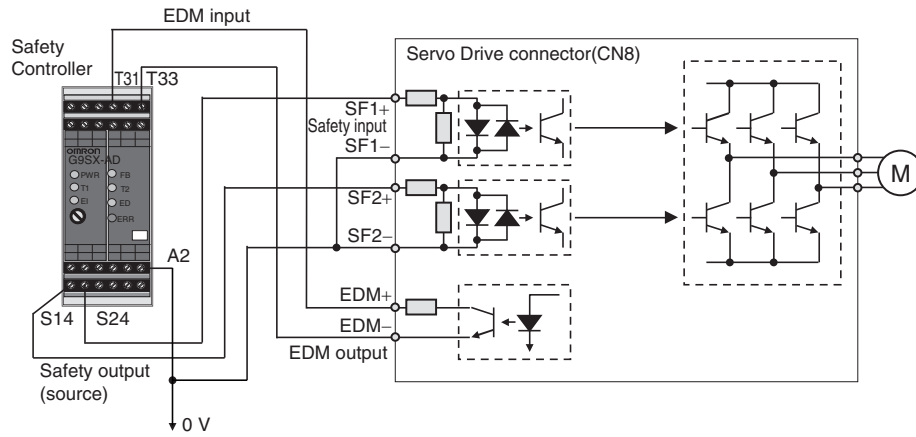 EDM input
Safety
Controller
T31 T33
Servo Drive connector(CN8)
OMRON
G9SX-AD
PWR
FB
T1
T2
EI
ED
ERR
SF1+
Safety input
SF1−
SF2+
SF2−
A2
EDM+
EDM−
EDM output
S14
S24
Safety output
(source)
0 V
M